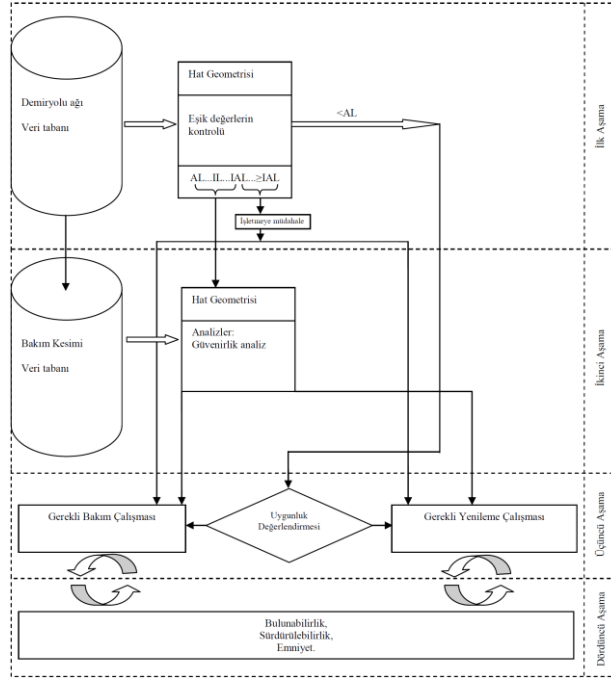 Demiryolu ağı
Veri tabanı
Hat Geometrisi
Eşik değerlerin
kontrolü
AL...IL...IAL...≥IAL
<AL
İşletmeye müdahale
İlk Aşama
Bakım Kesimi
Veri tabanı
Hat Geometrisi
Analizler:
Güvenirlik analiz
İkinci Aşama
Gerekli Bakım Çalışması
Uygunluk
Değerlendirmesi
Gerekli Yenileme Çalışması
Üçüncü Aşama
Bulunabilirlik,
Sürdürülebilirlik,
Emniyet.
Dördüncü Aşama